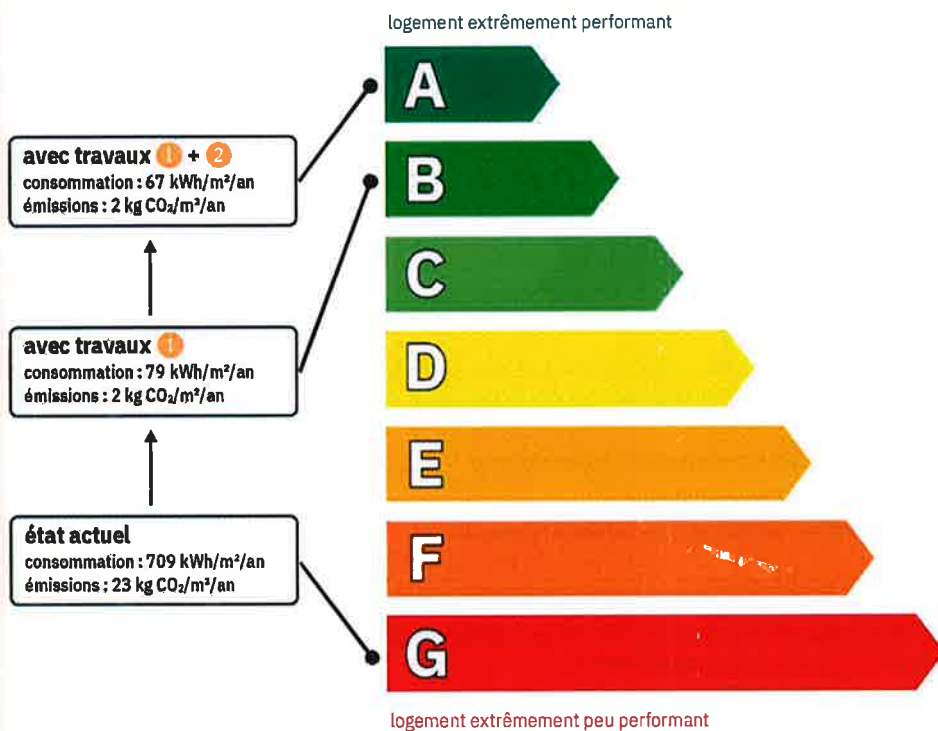 logement extrêmement performant
A
avec travaux 1 + 2
consommation : 67 kWh/m²/an
émissions : 2 kg CO₂/m²/an
B
C
avec travaux 1
consommation : 79 kWh/m²/an
émissions : 2 kg CO₂/m²/an
D
E
état actuel
consommation : 709 kWh/m²/an
émissions : 23 kg CO₂/m²/an
F
G
logement extrêmement peu performant